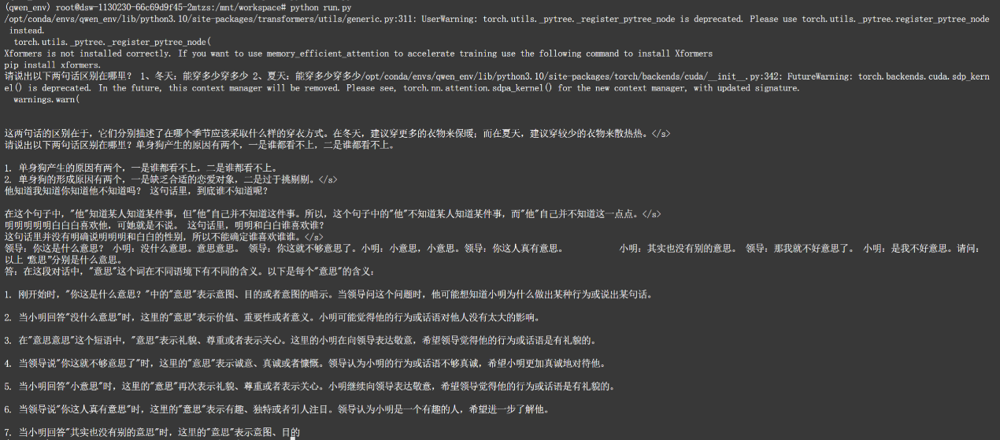 (qwen_env) root@dsw-1130230-66c69d9f45-2mtzs:/mnt/workspace# python run.py
/opt/conda/envs/qwen_env/lib/python3.10/site-packages/transformers/utils/generic.py:311: UserWarning: torch.utils._pytree._register_pytree_node is deprecated. Please use torch.utils._pytree.register_pytree_node
instead.
torch.utils._pytree._register_pytree_node(
Xformers is not installed correctly. If you want to use memory_efficient_attention to accelerate training use the following command to install Xformers
pip install xformers.
请说出以下两句话区别在哪里？ 1、冬天：能穿多少穿多少 2、夏天：能穿多少穿多少/opt/conda/envs/qwen_env/lib/python3.10/site-packages/torch/backends/cuda/__init__.py:342: FutureWarning: torch.backends.cuda.sdp_kern
el() is deprecated. In the future, this context manager will be removed. Please see, torch.nn.attention.sdpa_kernel() for the new context manager, with updated signature.
warnings.warn(
这两句话的区别在于，它们分别描述了在哪个季节应该采取什么样的穿衣方式。在冬天，建议穿更多的衣物来保暖；而在夏天，建议穿较少的衣物来散热热。</s>
请说出以下两句话区别在哪里？单身狗产生的原因有两个，一是谁都看不上，二是谁都看不上。
1. 单身狗产生的原因有两个，一是谁都看不上，二是谁都看不上。
2. 单身狗的形成原因有两个，一是缺乏合适的恋爱对象，二是过于挑剔剔。</s>
他知道我知道你知道他不知道吗？ 这句话里，到底谁不知道呢？
在这个句子中，"他"知道某人知道某件事，但"他"自己并不知道这件事。所以，这个句子中的"他"不知道某人知道某件事，而"他"自己并不知道这一点点。</s>
明明明明明白白白喜欢他，可她就是不说。 这句话里，明明和白白谁喜欢谁？
这句话里并没有明确说明明明和白白的性别，所以不能确定谁喜欢谁谁。</s>
领导：你这是什么意思？ 小明：没什么意思。意思意思。 领导：你这就不够意思了。小明：小意思，小意思。领导：你这人真有意思。 小明：其实也没有别的意思。 领导：那我就不好意思了。 小明：是我不好意思。请问：
以上“意思”分别是什么意思。
答：在这段对话中，"意思"这个词在不同语境下有不同的含义。以下是每个"意思"的含义：
1. 刚开始时，"你这是什么意思？"中的"意思"表示意图、目的或者意图的暗示。当领导问这个问题时，他可能想知道小明为什么做出某种行为或说出某句话。
2. 当小明回答"没什么意思"时，这里的"意思"表示价值、重要性或者意义。小明可能觉得他的行为或话语对他人没有太大的影响。
3. 在"意思意思"这个短语中，"意思"表示礼貌、尊重或者表示关心。这里的小明在向领导表达敬意，希望领导觉得他的行为或话语是有礼貌的。
4. 当领导说"你这就不够意思了"时，这里的"意思"表示诚意、真诚或者慷慨。领导认为小明的行为或话语不够真诚，希望小明更加真诚地对待他。
5. 当小明回答"小意思"时，这里的"意思"再次表示礼貌、尊重或者表示关心。小明继续向领导表达敬意，希望领导觉得他的行为或话语是有礼貌的。
6. 当领导说"你这人真有意思"时，这里的"意思"表示有趣、独特或者引人注目。领导认为小明是一个有趣的人，希望进一步了解他。
7. 当小明回答"其实也没有别的意思"时，这里的"意思"表示意图、目的